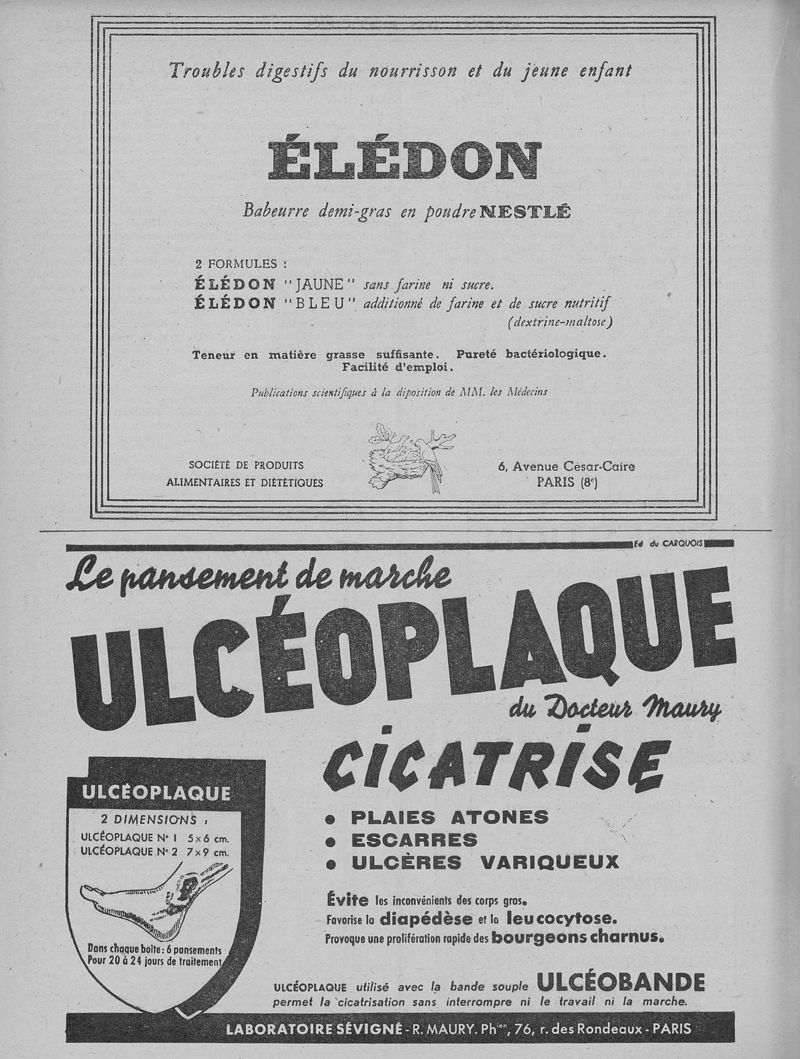 Troubles digestifs du nourrisson et du jeune enfant
ÉLÉDON
Babeurre demi-gras en poudre NESTLÉ
2 FORMULES :
ÉLÉDON "JAUNE" sans farine ni sucre.
ÉLÉDON "BLEU" additionné de farine et de sucre nutritif
(dextrine-maltose)
Teneur en matière grasse suffisante. Pureté bactériologique.
Facilité d'emploi.
Publications scientifiques à la diposition de MM. les Médecins
SOCIÉTÉ DE PRODUITS
ALIMENTAIRES ET DIÉTÉTIQUES
6, Avenue César-Caire
PARIS (8e)
Ed du CARQUOIS
Le pansement de marche
ULCÉOPLAQUE
du Docteur Maury
CICATRISE
• PLAIES ATONES
• ESCARRES
• ULCÈRES VARIQUEUX
ULCÉOPLAQUE
2 DIMENSIONS :
ULCÉOPLAQUE N° 1 5 x 6 cm.
ULCÉOPLAQUE N° 2 7 x 9 cm.
Dans chaque boite : 6 pansements
Pour 20 à 24 jours de traitement
Évite les inconvénients des corps gras.
Favorise la diapédèse et la leucocytose.
Provoque une prolifération rapide des bourgeons charnus.
ULCÉOPLAQUE utilisé avec la bande souple ULCÉOBANDE
permet la cicatrisation sans interrompre ni le travail ni la marche.
LABORATOIRE SÉVIGNÉ - R. MAURY. Phien, 76, r. des Rondeaux - PARIS